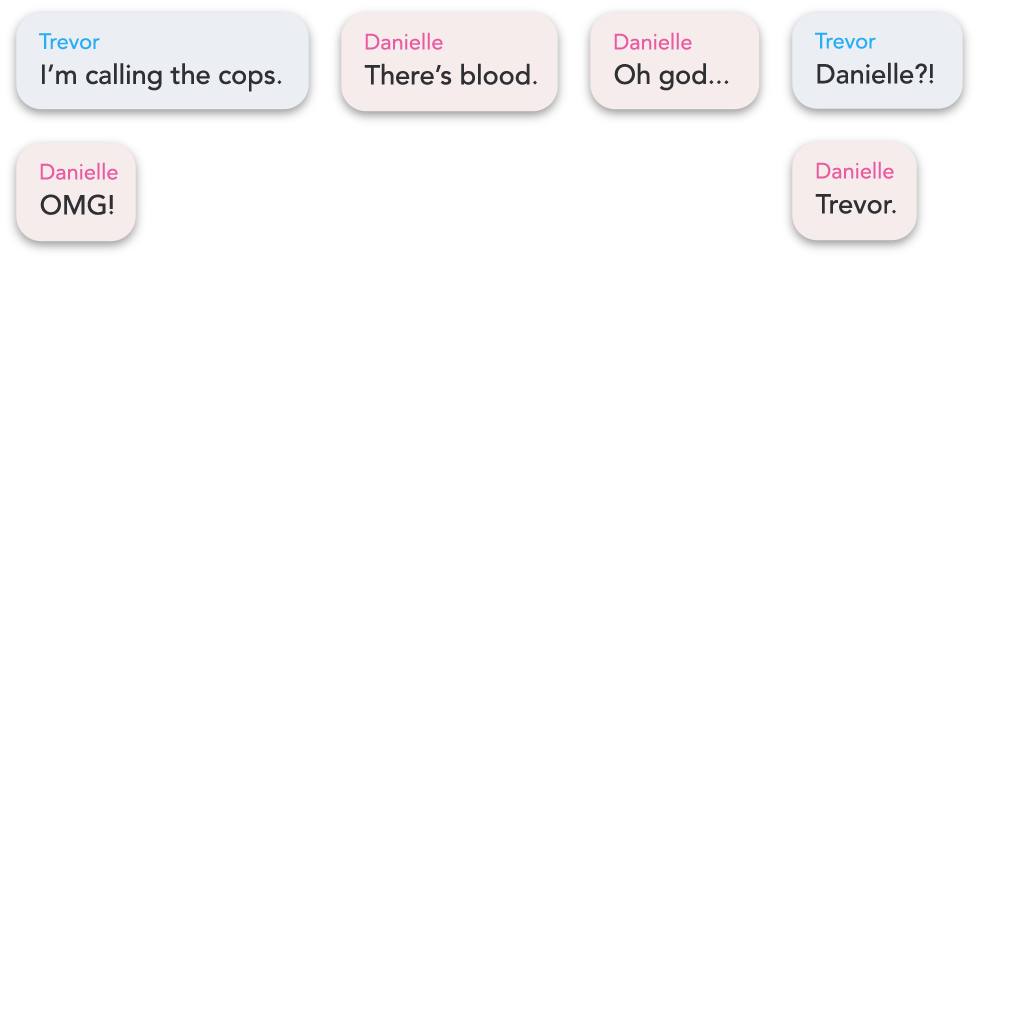 Trevor
I’m calling the cops.
Danielle
There’s blood.
Danielle
Oh god...
Trevor
Danielle?!
Danielle
OMG!
Danielle
Trevor.